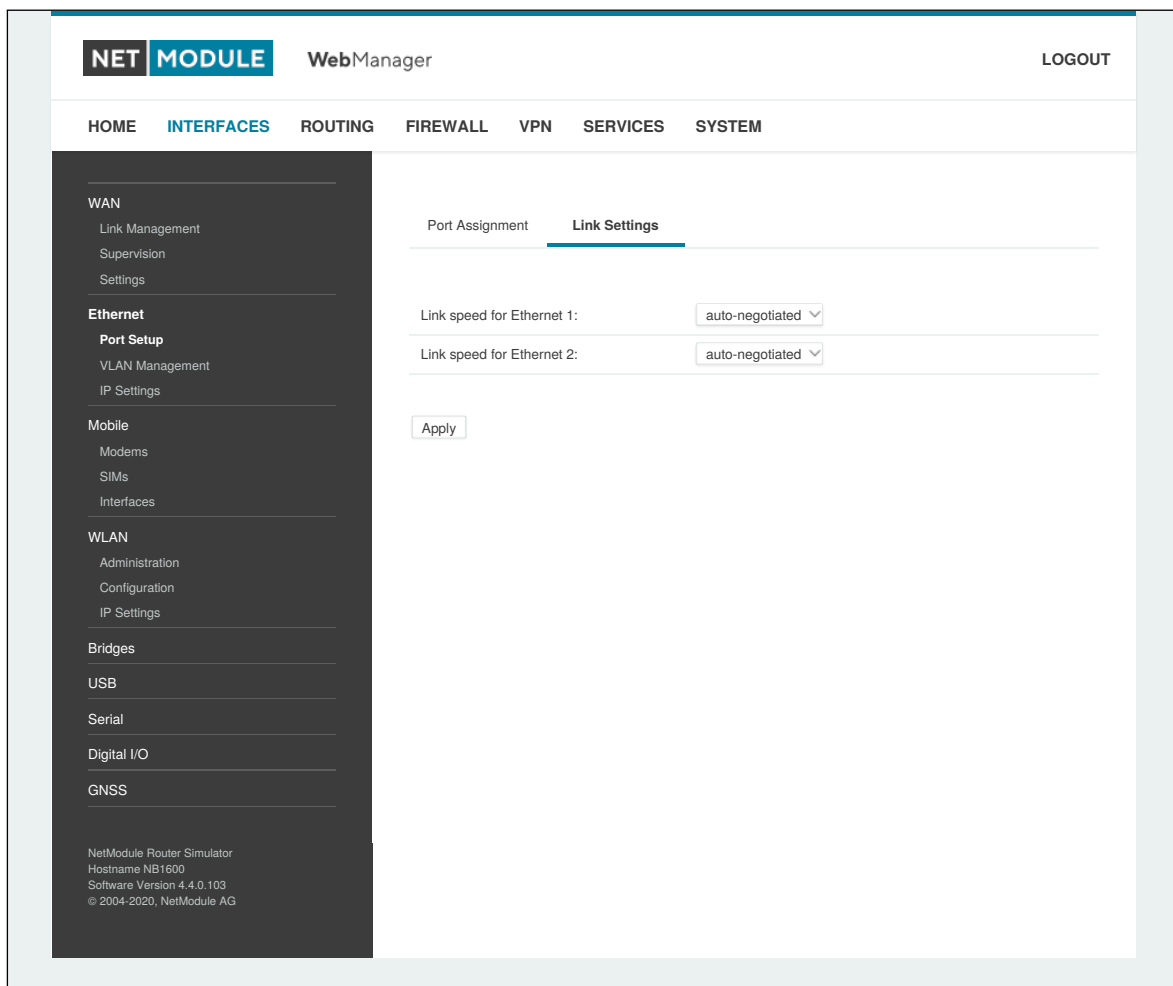 NET MODULE WebManager LOGOUT
HOME INTERFACES ROUTING FIREWALL VPN SERVICES SYSTEM
WAN
Link Management
Supervision
Settings
Ethernet
Port Setup
VLAN Management
IP Settings
Mobile
Modems
SIMs
Interfaces
WLAN
Administration
Configuration
IP Settings
Bridges
USB
Serial
Digital I/O
GNSS
NetModule Router Simulator
Hostname NB1600
Software Version 4.4.0.103
© 2004-2020, NetModule AG
Port Assignment Link Settings
Link speed for Ethernet 1: auto-negotiated
Link speed for Ethernet 2: auto-negotiated
Apply